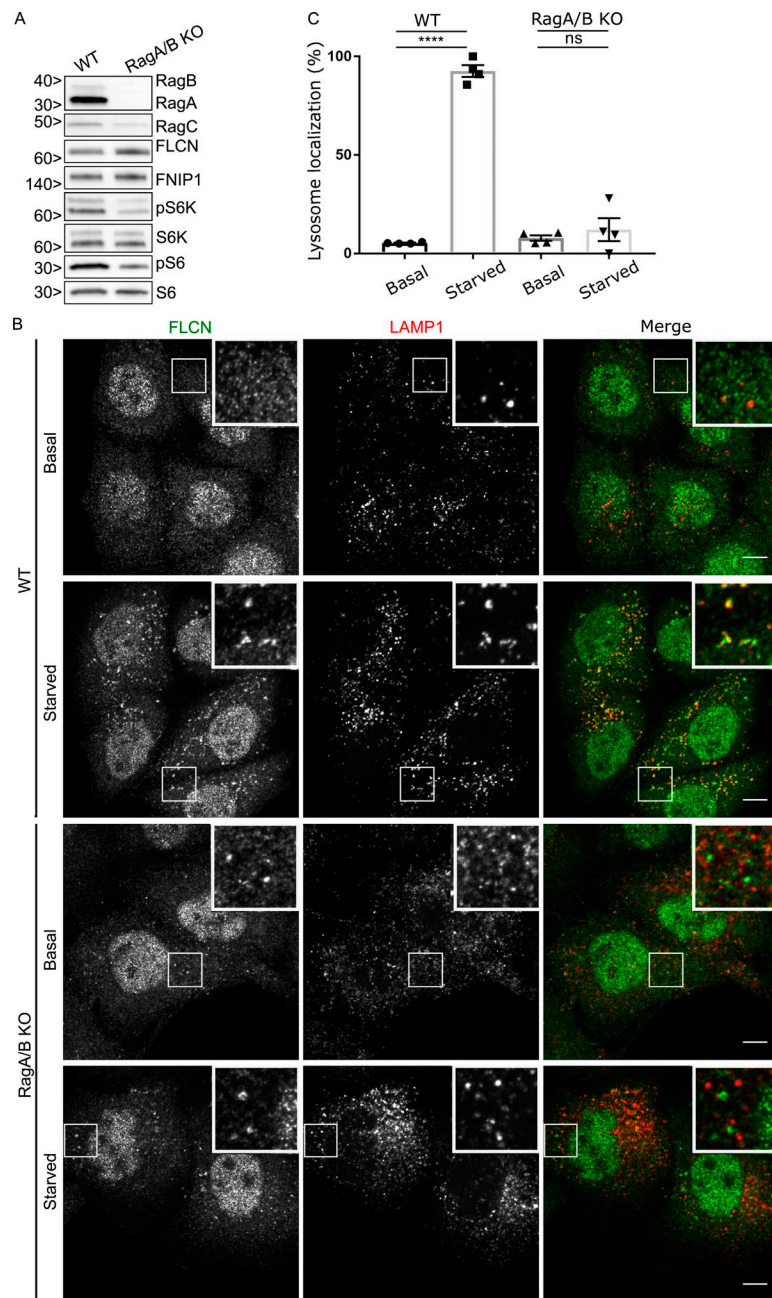 A
WT
RagA/B KO
40>
RagB
30>
RagA
50>
RagC
60>
FLCN
140>
FNIP1
60>
pS6K
60>
S6K
30>
pS6
30>
S6
C
WT
RagA/B KO
****
ns
Lysosome localization (%)
100
50
0
Basal
Starved
Basal
Starved
B
FLCN
LAMP1
Merge
WT
Basal
Starved
RagA/B KO
Basal
Starved